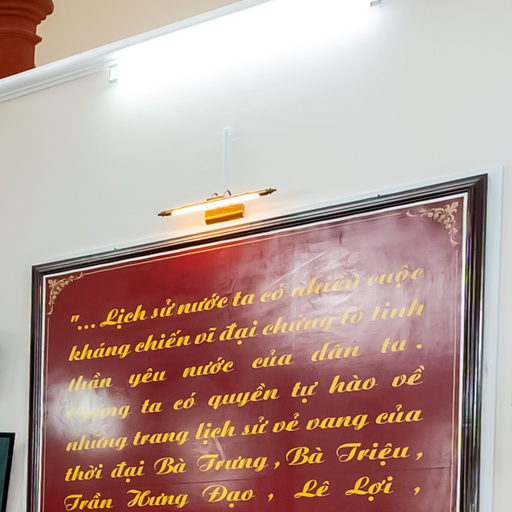 "... Lịch sử nước ta có nhiều cuộc
kháng chiến vĩ đại chứng tỏ tinh
thần yêu nước của dân ta.
Chúng ta có quyền tự hào về
những trang lịch sử vẻ vang của
thời đại Bà Trưng, Bà Triệu,
Trần Hưng Đạo, Lê Lợi,